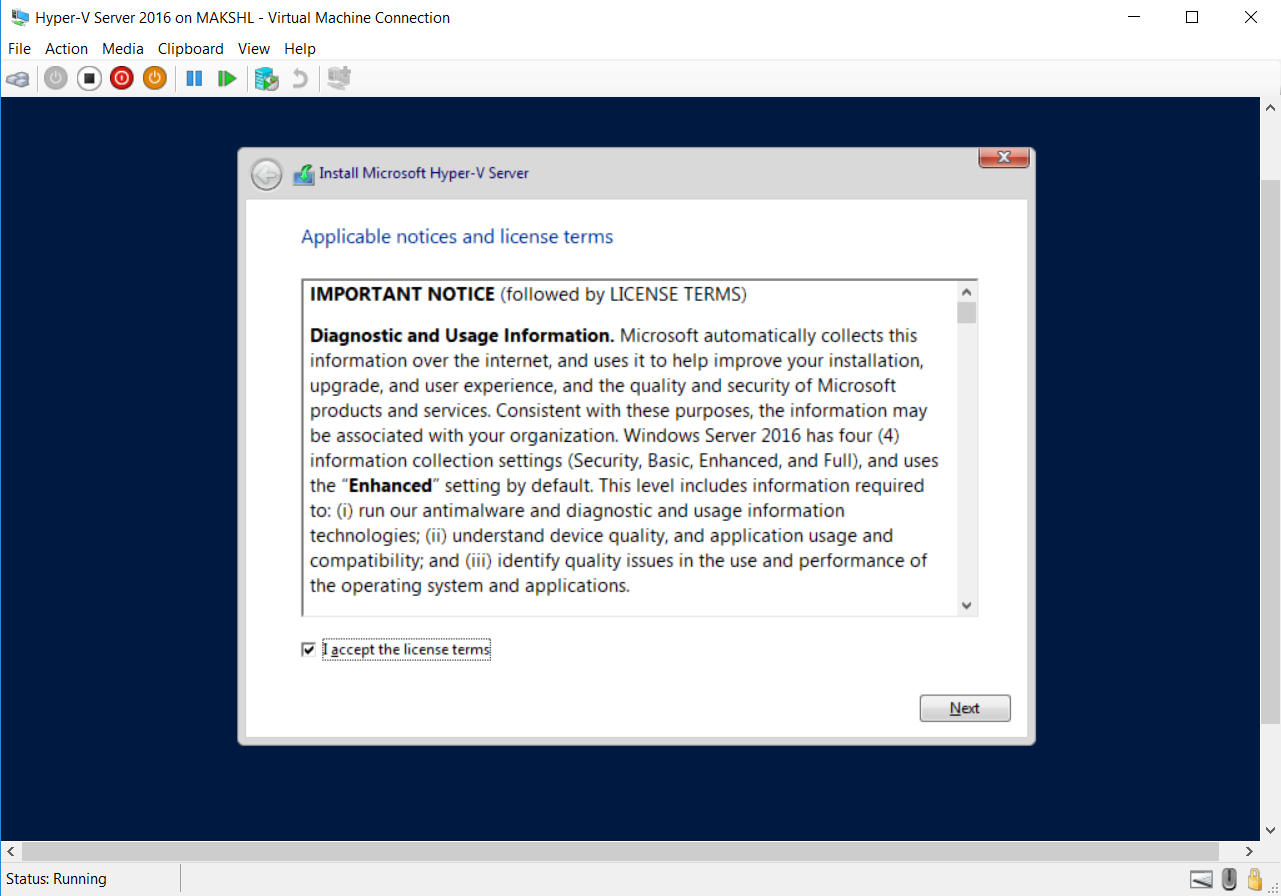 Hyper-V Server 2016 on MAKSHL - Virtual Machine Connection
File Action Media Clipboard View Help
Install Microsoft Hyper-V Server
Applicable notices and license terms
IMPORTANT NOTICE (followed by LICENSE TERMS)
Diagnostic and Usage Information. Microsoft automatically collects this
information over the internet, and uses it to help improve your installation,
upgrade, and user experience, and the quality and security of Microsoft
products and services. Consistent with these purposes, the information may
be associated with your organization. Windows Server 2016 has four (4)
information collection settings (Security, Basic, Enhanced, and Full), and uses
the “Enhanced” setting by default. This level includes information required
to: (i) run our antimalware and diagnostic and usage information
technologies; (ii) understand device quality, and application usage and
compatibility; and (iii) identify quality issues in the use and performance of
the operating system and applications.
I accept the license terms
Next
Status: Running